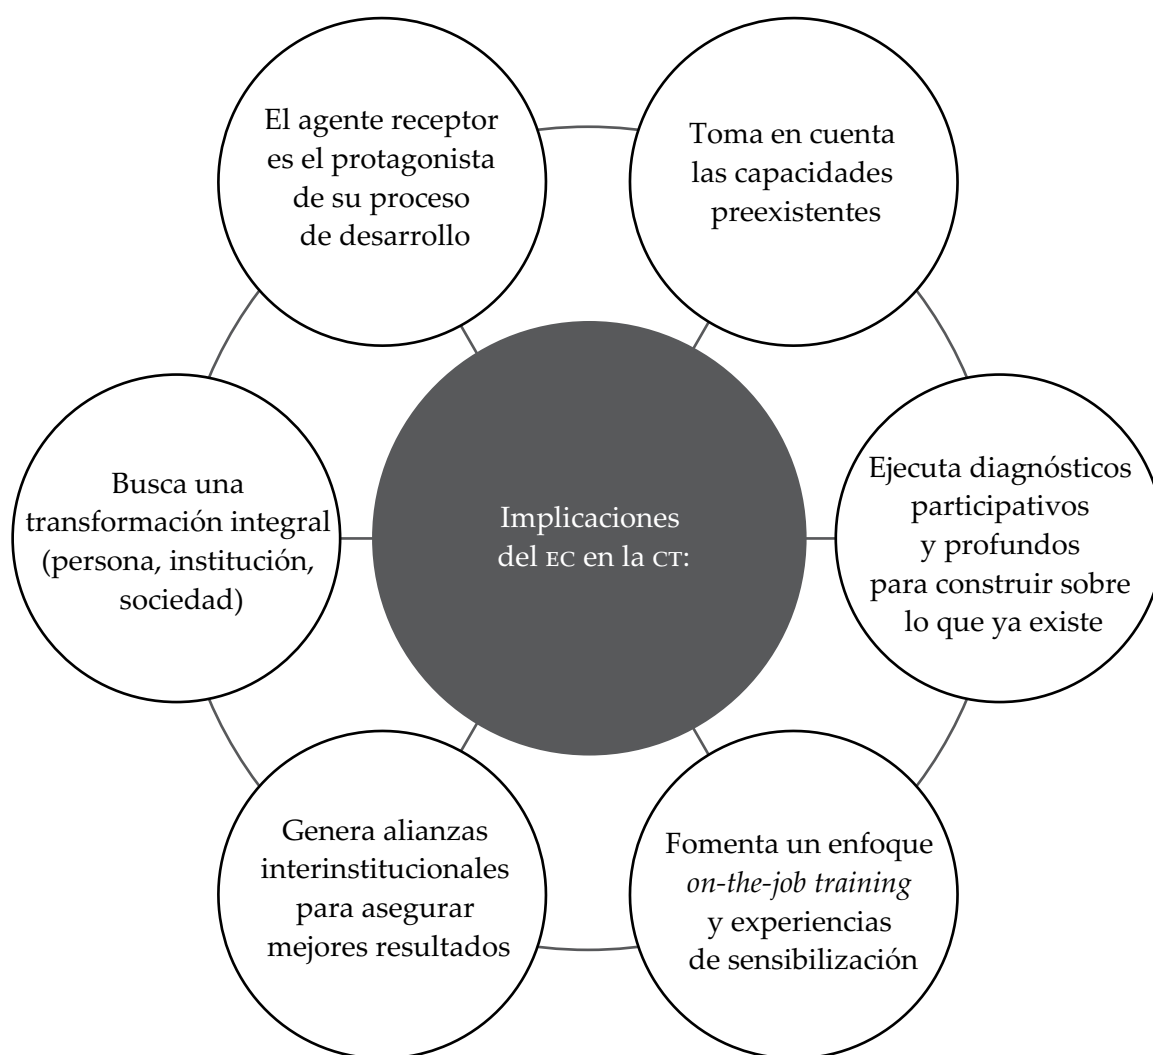 El agente receptor
es el protagonista
de su proceso
de desarrollo
Toma en cuenta
las capacidades
preexistentes
Busca una
transformación integral
(persona, institución,
sociedad)
Implicaciones
del EC en la CT:
Ejecuta diagnósticos
participativos
y profundos
para construir sobre
lo que ya existe
Genera alianzas
interinstitucionales
para asegurar
mejores resultados
Fomenta un enfoque
on-the-job training
y experiencias
de sensibilización